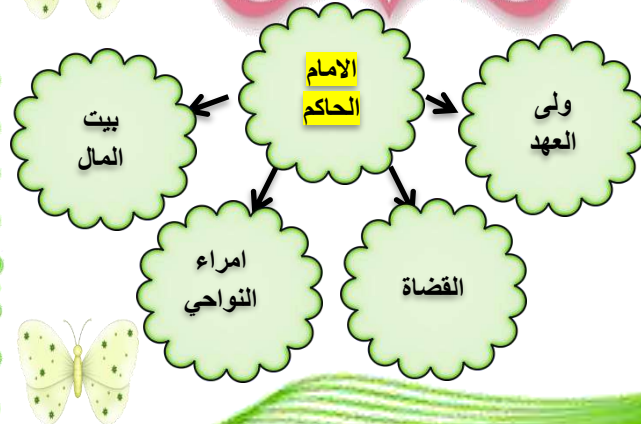 الامام
الحاكم
ولى
العهد
بيت
المال
القضاة
امراء
النواحي